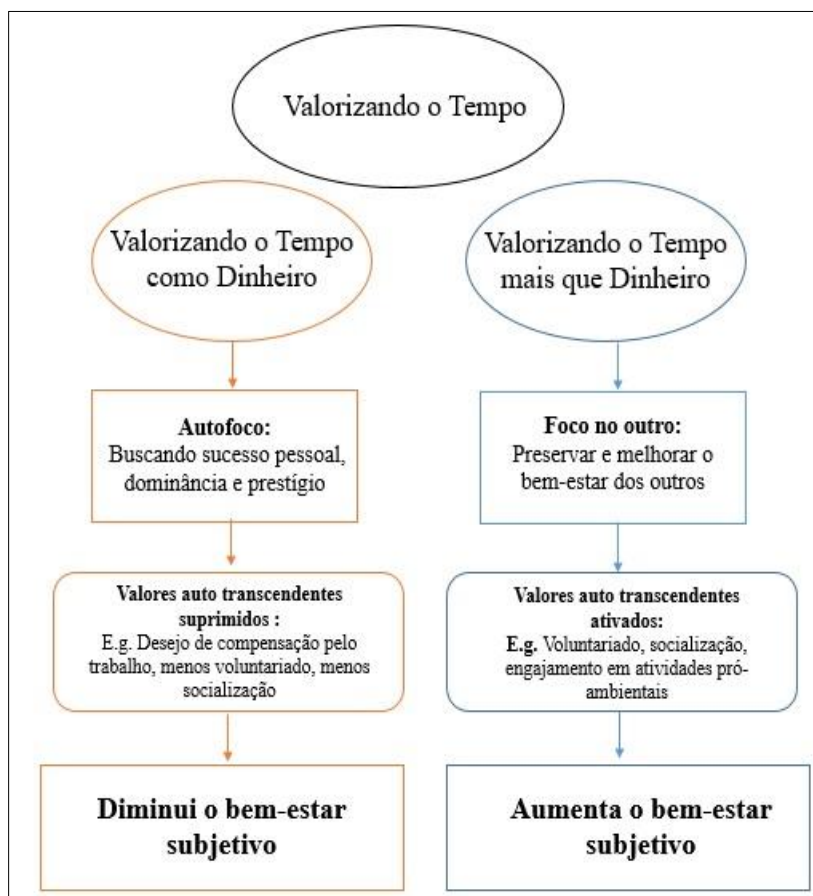 Valorizando o Tempo
Valorizando o Tempo
como Dinheiro
Valorizando o Tempo
mais que Dinheiro
Autofoco:
Buscando sucesso pessoal,
dominância e prestígio
Foco no outro:
Preservar e melhorar o
bem-estar dos outros
Valores auto transcendentes
suprimidos :
E.g. Desejo de compensação pelo
trabalho, menos voluntariado, menos
socialização
Valores auto transcendentes
ativados:
E.g. Voluntariado, socialização,
engajamento em atividades pró-
ambientais
Diminui o bem-estar
subjetivo
Aumenta o bem-estar
subjetivo